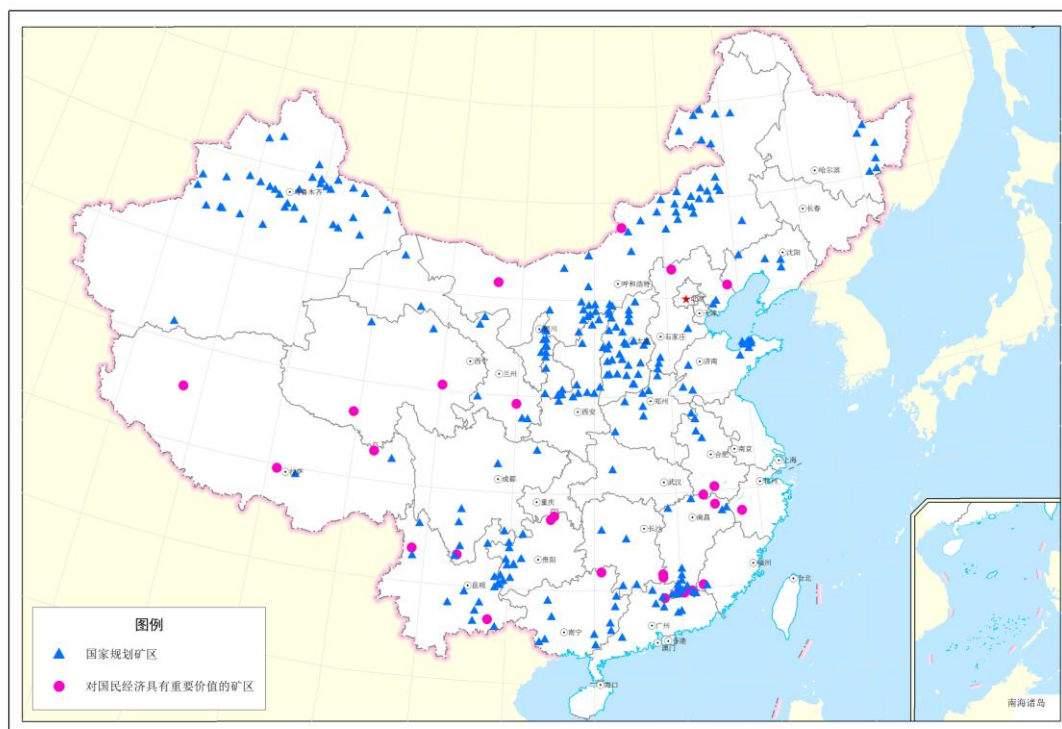 哈尔滨
长春
乌鲁木齐
沈阳
呼和浩特
北京
天津
银川
石家庄
太原
西宁
兰州
济南
西安
郑州
南京
合肥
上海
拉萨
成都
武汉
杭州
重庆
南昌
长沙
贵阳
福州
昆明
台北
广州
南宁
香港
澳门
海口
图例
国家规划矿区
对国民经济具有重要价值的矿区
南海诸岛